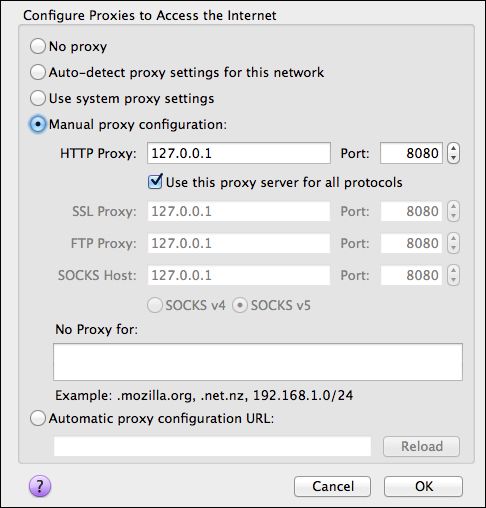 Configure Proxies to Access the Internet
No proxy
Auto-detect proxy settings for this network
Use system proxy settings
Manual proxy configuration:
HTTP Proxy: 127.0.0.1 Port: 8080
Use this proxy server for all protocols
SSL Proxy: 127.0.0.1 Port: 8080
FTP Proxy: 127.0.0.1 Port: 8080
SOCKS Host: 127.0.0.1 Port: 8080
SOCKS v4 SOCKS v5
No Proxy for:
Example: .mozilla.org, .net.nz, 192.168.1.0/24
Automatic proxy configuration URL:
Reload
? Cancel OK